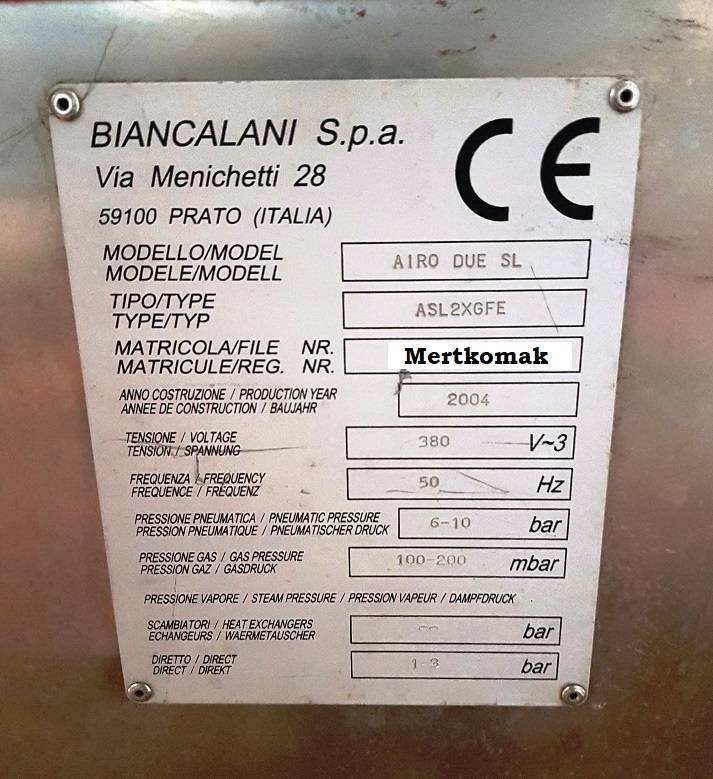 BIANCALANI S.p.a.
Via Menichetti 28
59100 PRATO (ITALIA)
CE
MODELLO/MODEL
MODELE/MODELL
AIRO DUE SL
TIPO/TYPE
TYPE/TYP
ASL2XGFE
MATRICOLA/FILE NR.
MATRICULE/REG. NR.
Mertkomak
ANNO COSTRUZIONE / PRODUCTION YEAR
ANNEE DE CONSTRUCTION / BAUJAHR
2004
TENSIONE / VOLTAGE
TENSION / SPANNUNG
380 V~3
FREQUENZA / FREQUENCY
FREQUENCE / FREQUENZ
50 Hz
PRESSIONE PNEUMATICA / PNEUMATIC PRESSURE
PRESSION PNEUMATIQUE / PNEUMATISCHER DRUCK
6-10 bar
PRESSIONE GAS / GAS PRESSURE
PRESSION GAZ / GASDRUCK
100-200 mbar
PRESSIONE VAPORE / STEAM PRESSURE / PRESSION VAPEUR / DAMPFDRUCK
SCAMBIATORI / HEAT EXCHANGERS
ECHANGEURS / WAERMETAUSCHER
-- bar
DIRETTO / DIRECT
DIRECT / DIREKT
1-3 bar